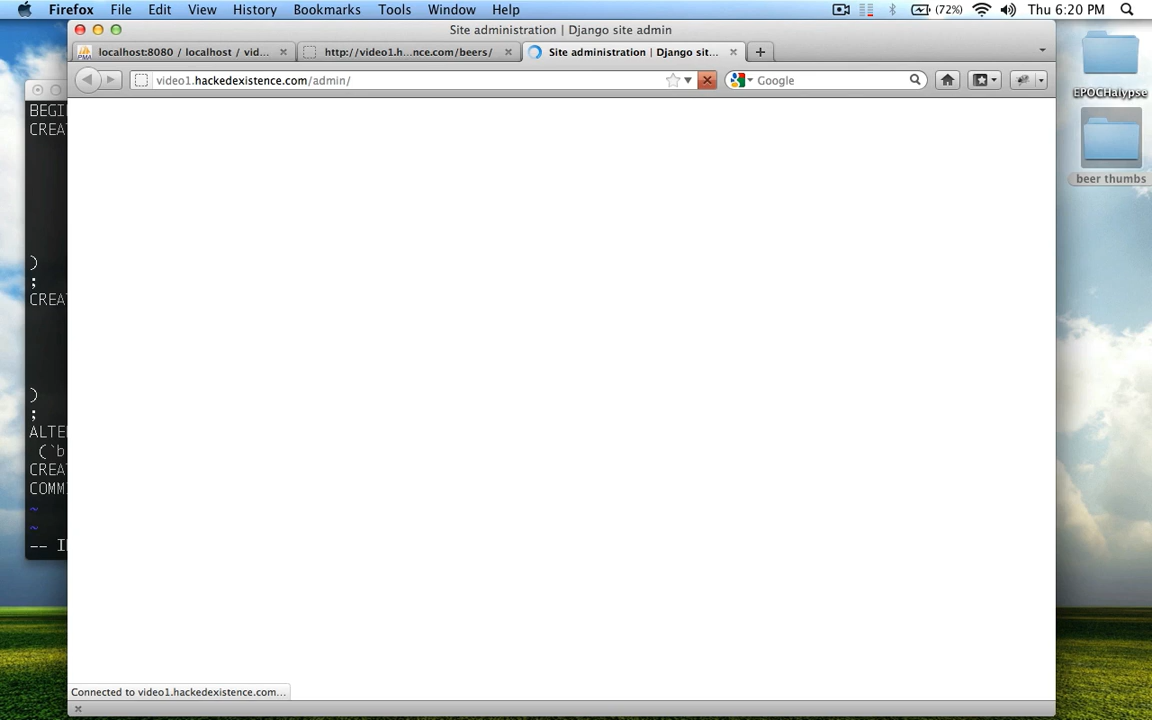 Firefox File Edit View History Bookmarks Tools Window Help (72%) Thu 6:20 PM
Site administration | Django site admin
PMA localhost:8080 / localhost / vid... http://video1.h...nce.com/beers/ Site administration | Django sit...
video1.hackedexistence.com/admin/ Google
EPOCHalypse
beer thumbs
BEGI
CREA
)
;
CREA
)
;
ALTE
(`b
CREA
COMM
~
~
-- I
Connected to video1.hackedexistence.com...